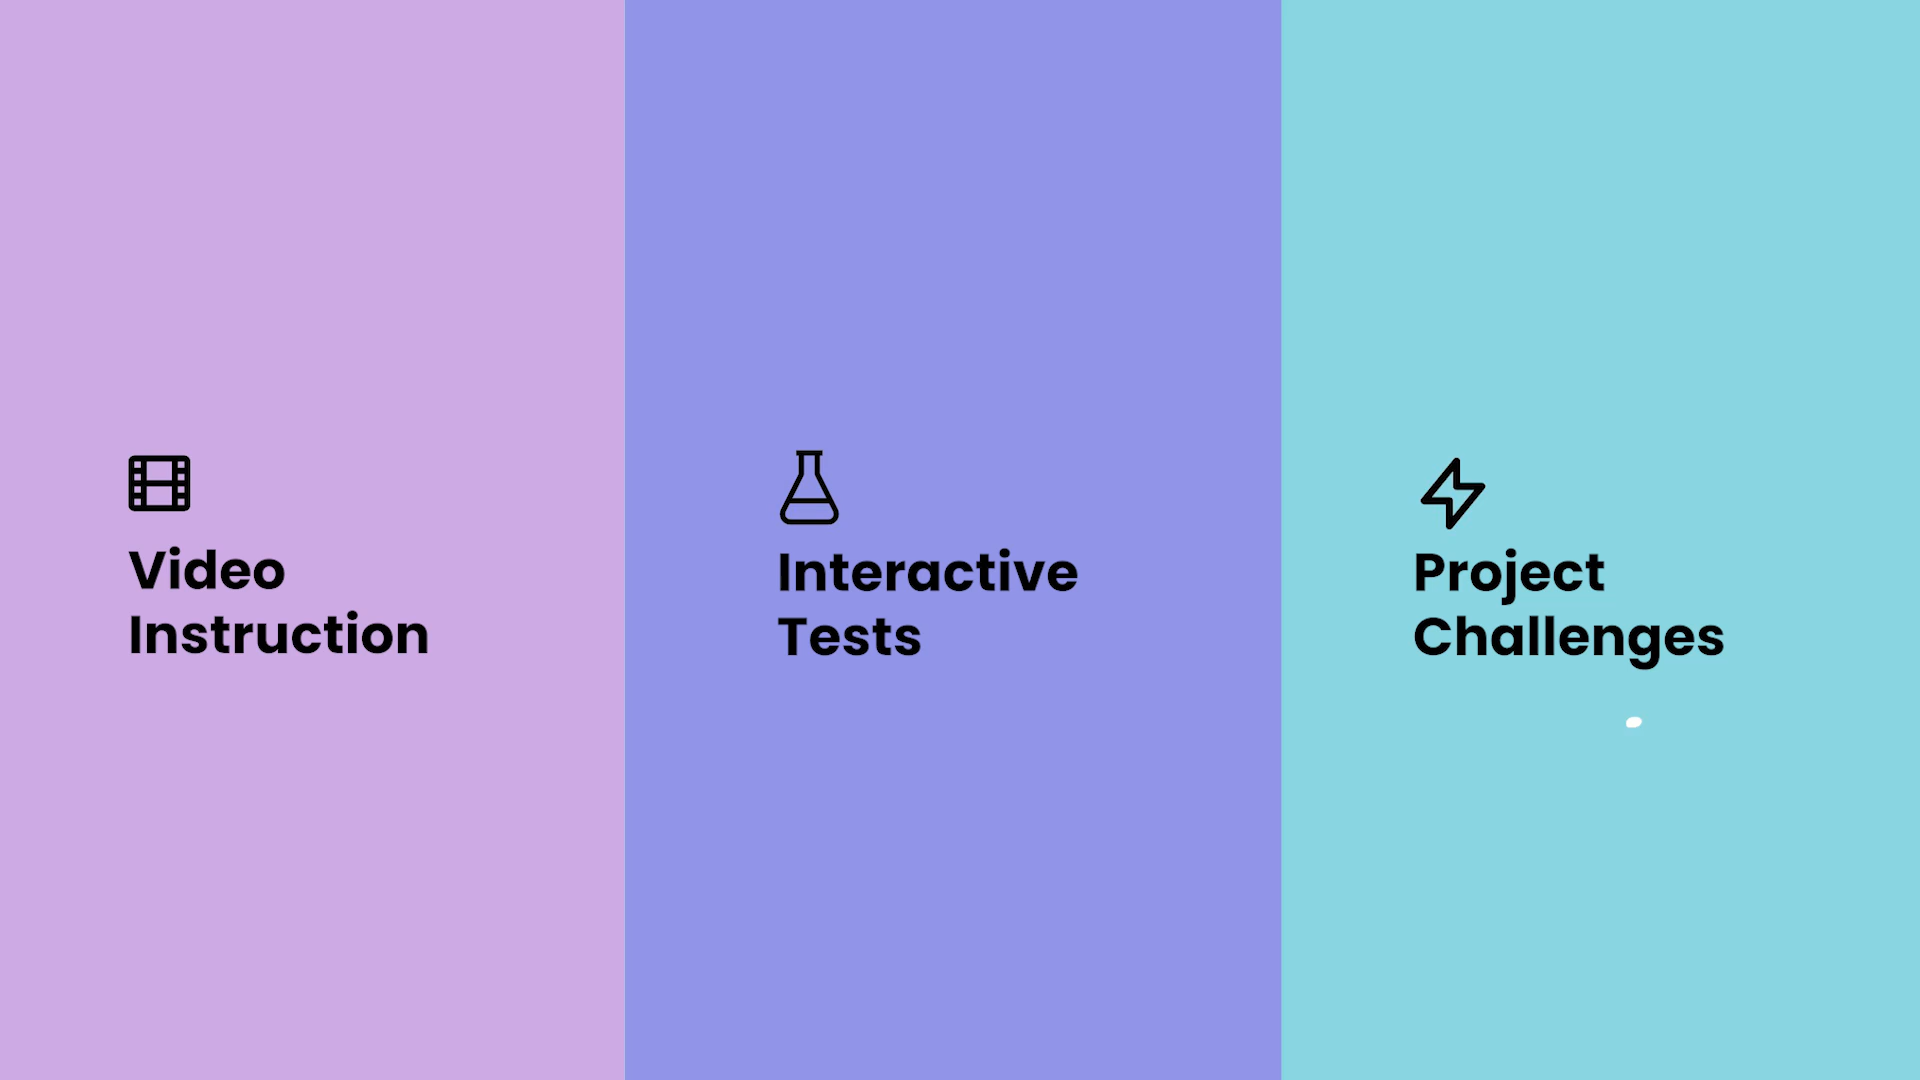 Video
Instruction
Interactive
Tests
Project
Challenges